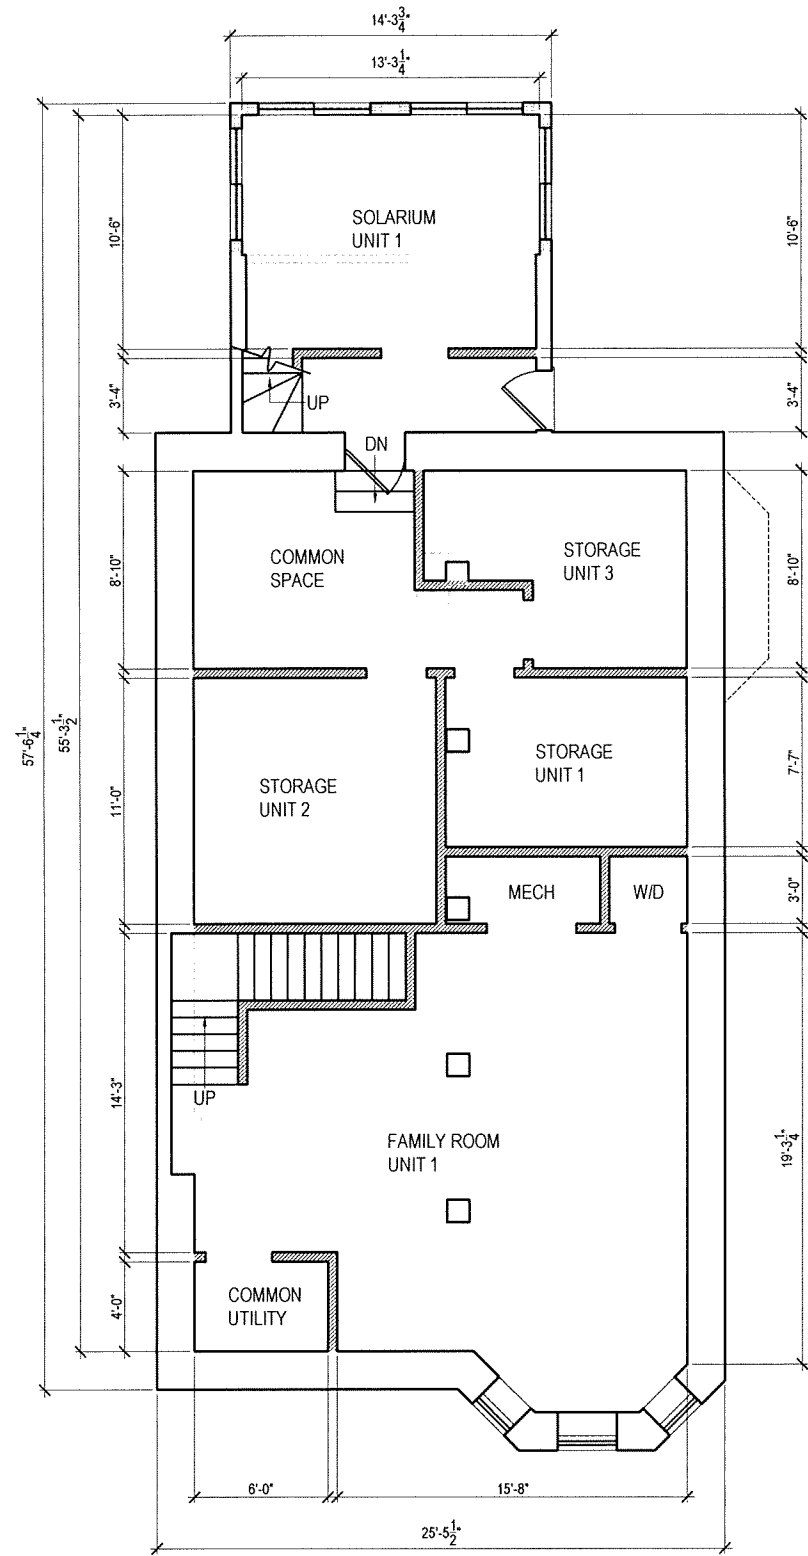 14'-3 3/4"
13'-3 1/4"
10'-6"
SOLARIUM
UNIT 1
10'-6"
3'-4"
UP
3'-4"
DN
8'-10"
COMMON
SPACE
STORAGE
UNIT 3
8'-10"
57'-6 1/4"
55'-3 1/2"
11'-0"
STORAGE
UNIT 2
STORAGE
UNIT 1
7'-7"
MECH
W/D
3'-0"
14'-3"
UP
FAMILY ROOM
UNIT 1
19'-3 1/4"
4'-0"
COMMON
UTILITY
6'-0"
15'-8"
25'-5 1/2"